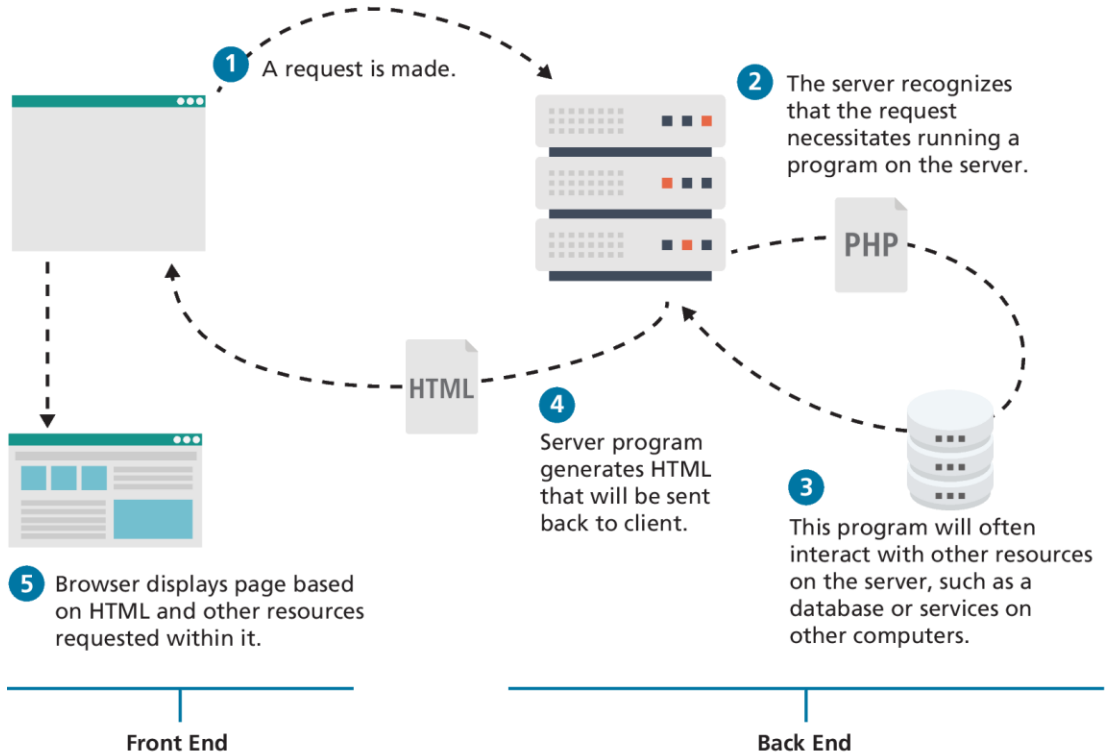 1 A request is made.
2 The server recognizes
that the request
necessitates running a
program on the server.
PHP
HTML
4
Server program
generates HTML
that will be sent
back to client.
3
This program will often
interact with other resources
on the server, such as a
database or services on
other computers.
5 Browser displays page based
on HTML and other resources
requested within it.
Front End
Back End